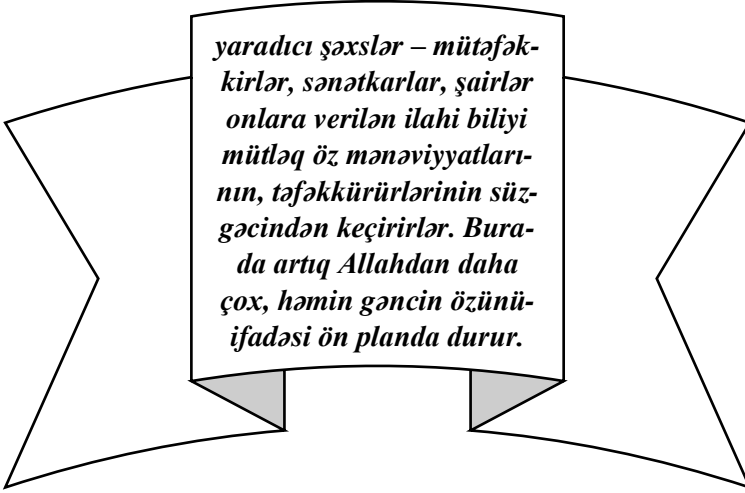 yaradıcı şəxslər – mütəfək-
kirlər, sənətkarlar, şairlər
onlara verilən ilahi biliyi
mütləq öz mənəviyyatları-
nın, təfəkkürürlərinin süz-
gəcindən keçirirlər. Bura-
da artıq Allahdan daha
çox, həmin gəncin özünü-
ifadəsi ön planda durur.